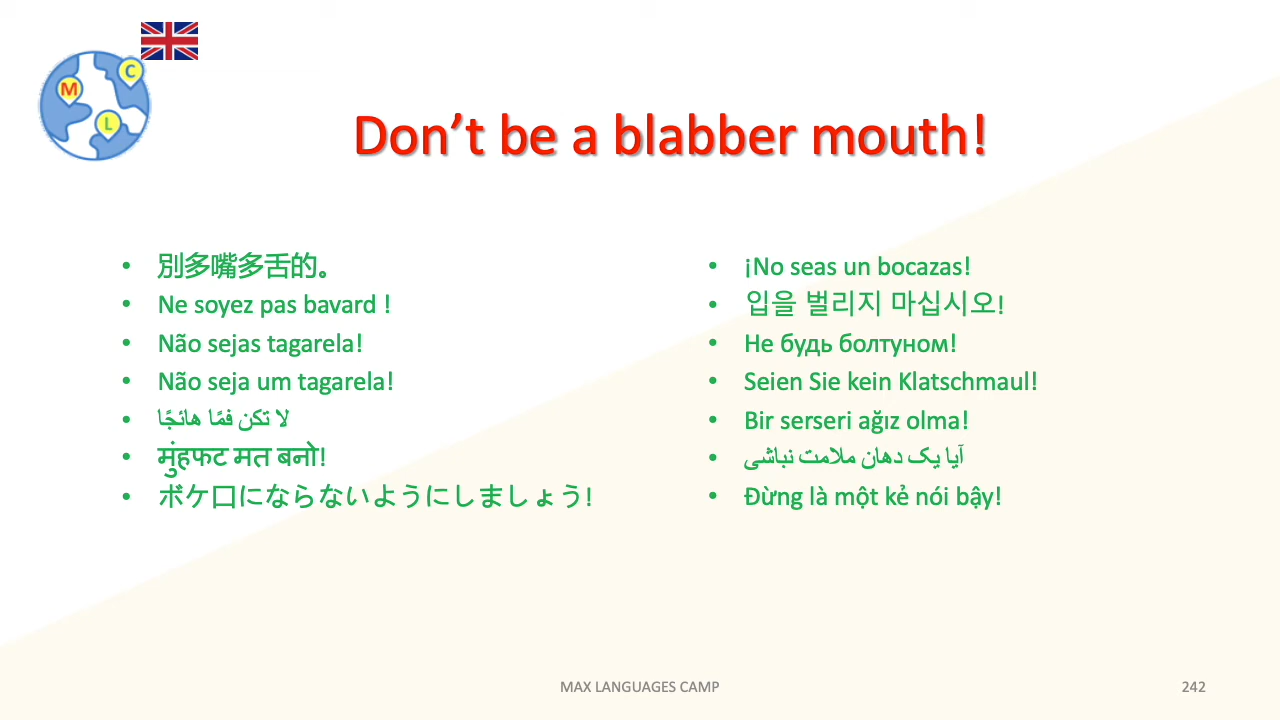 M
C
L
Don’t be a blabber mouth!
別多嘴多舌的。
Ne soyez pas bavard !
Não sejas tagarela!
Não seja um tagarela!
لا تكن فمًا هائجًا
मुंहफट मत बनो!
ボケ口にならないようにしましょう!
¡No seas un bocazas!
입을 벌리지 마십시오!
Не будь болтуном!
Seien Sie kein Klatschmaul!
Bir serseri ağız olma!
آیا یک دهان ملامت نباشی
Đừng là một kẻ nói bậy!
MAX LANGUAGES CAMP
242